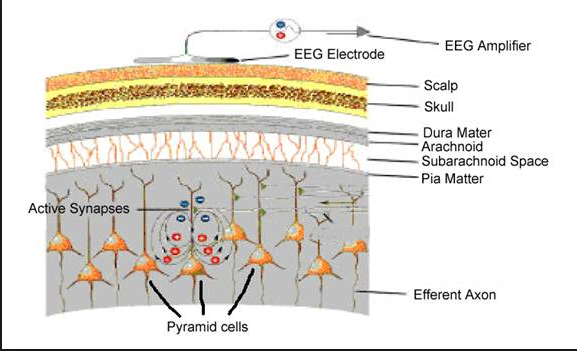 EEG Amplifier
EEG Electrode
Scalp
Skull
Dura Mater
Arachnoid
Subarachnoid Space
Pia Matter
Active Synapses
Efferent Axon
Pyramid cells